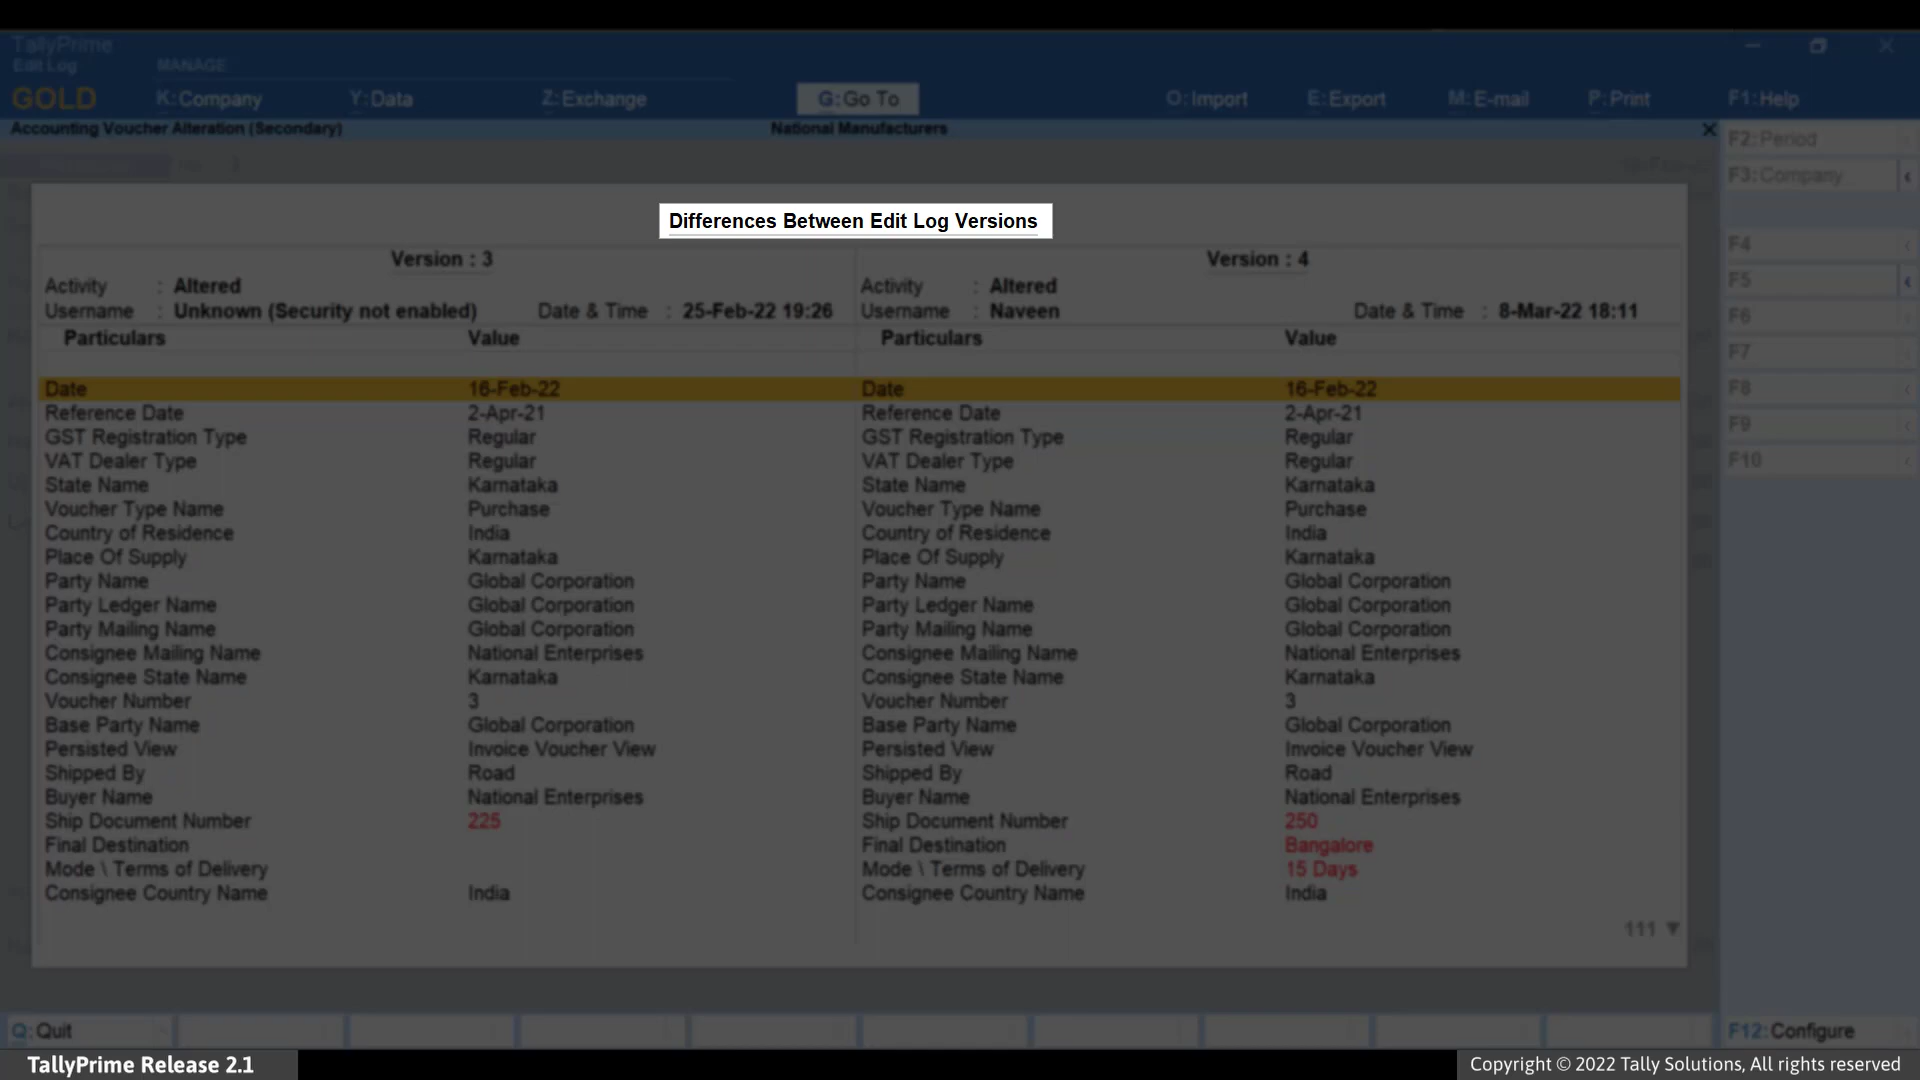 TallyPrime
Edit Log
MANAGE
GOLD
K:Company
Y:Data
Z:Exchange
G:Go To
O:Import
E:Export
M:E-mail
P:Print
F1:Help
Accounting Voucher Alteration (Secondary)
National Manufacturers
F2:Period
F3:Company
F4
F5
F6
F7
F8
F9
F10
Differences Between Edit Log Versions
Version : 3 Version : 4
Activity : Altered Activity : Altered
Username : Unknown (Security not enabled) Date & Time : 25-Feb-22 19:26 Username : Naveen Date & Time : 8-Mar-22 18:11
Particulars Value Particulars Value
Date 16-Feb-22 Date 16-Feb-22
Reference Date 2-Apr-21 Reference Date 2-Apr-21
GST Registration Type Regular GST Registration Type Regular
VAT Dealer Type Regular VAT Dealer Type Regular
State Name Karnataka State Name Karnataka
Voucher Type Name Purchase Voucher Type Name Purchase
Country of Residence India Country of Residence India
Place Of Supply Karnataka Place Of Supply Karnataka
Party Name Global Corporation Party Name Global Corporation
Party Ledger Name Global Corporation Party Ledger Name Global Corporation
Party Mailing Name Global Corporation Party Mailing Name Global Corporation
Consignee Mailing Name National Enterprises Consignee Mailing Name National Enterprises
Consignee State Name Karnataka Consignee State Name Karnataka
Voucher Number 3 Voucher Number 3
Base Party Name Global Corporation Base Party Name Global Corporation
Persisted View Invoice Voucher View Persisted View Invoice Voucher View
Shipped By Road Shipped By Road
Buyer Name National Enterprises Buyer Name National Enterprises
Ship Document Number 225 Ship Document Number 250
Final Destination Final Destination Bangalore
Mode \ Terms of Delivery Mode \ Terms of Delivery 15 Days
Consignee Country Name India Consignee Country Name India
111 ▼
Q:Quit
F12:Configure
TallyPrime Release 2.1
Copyright © 2022 Tally Solutions, All rights reserved